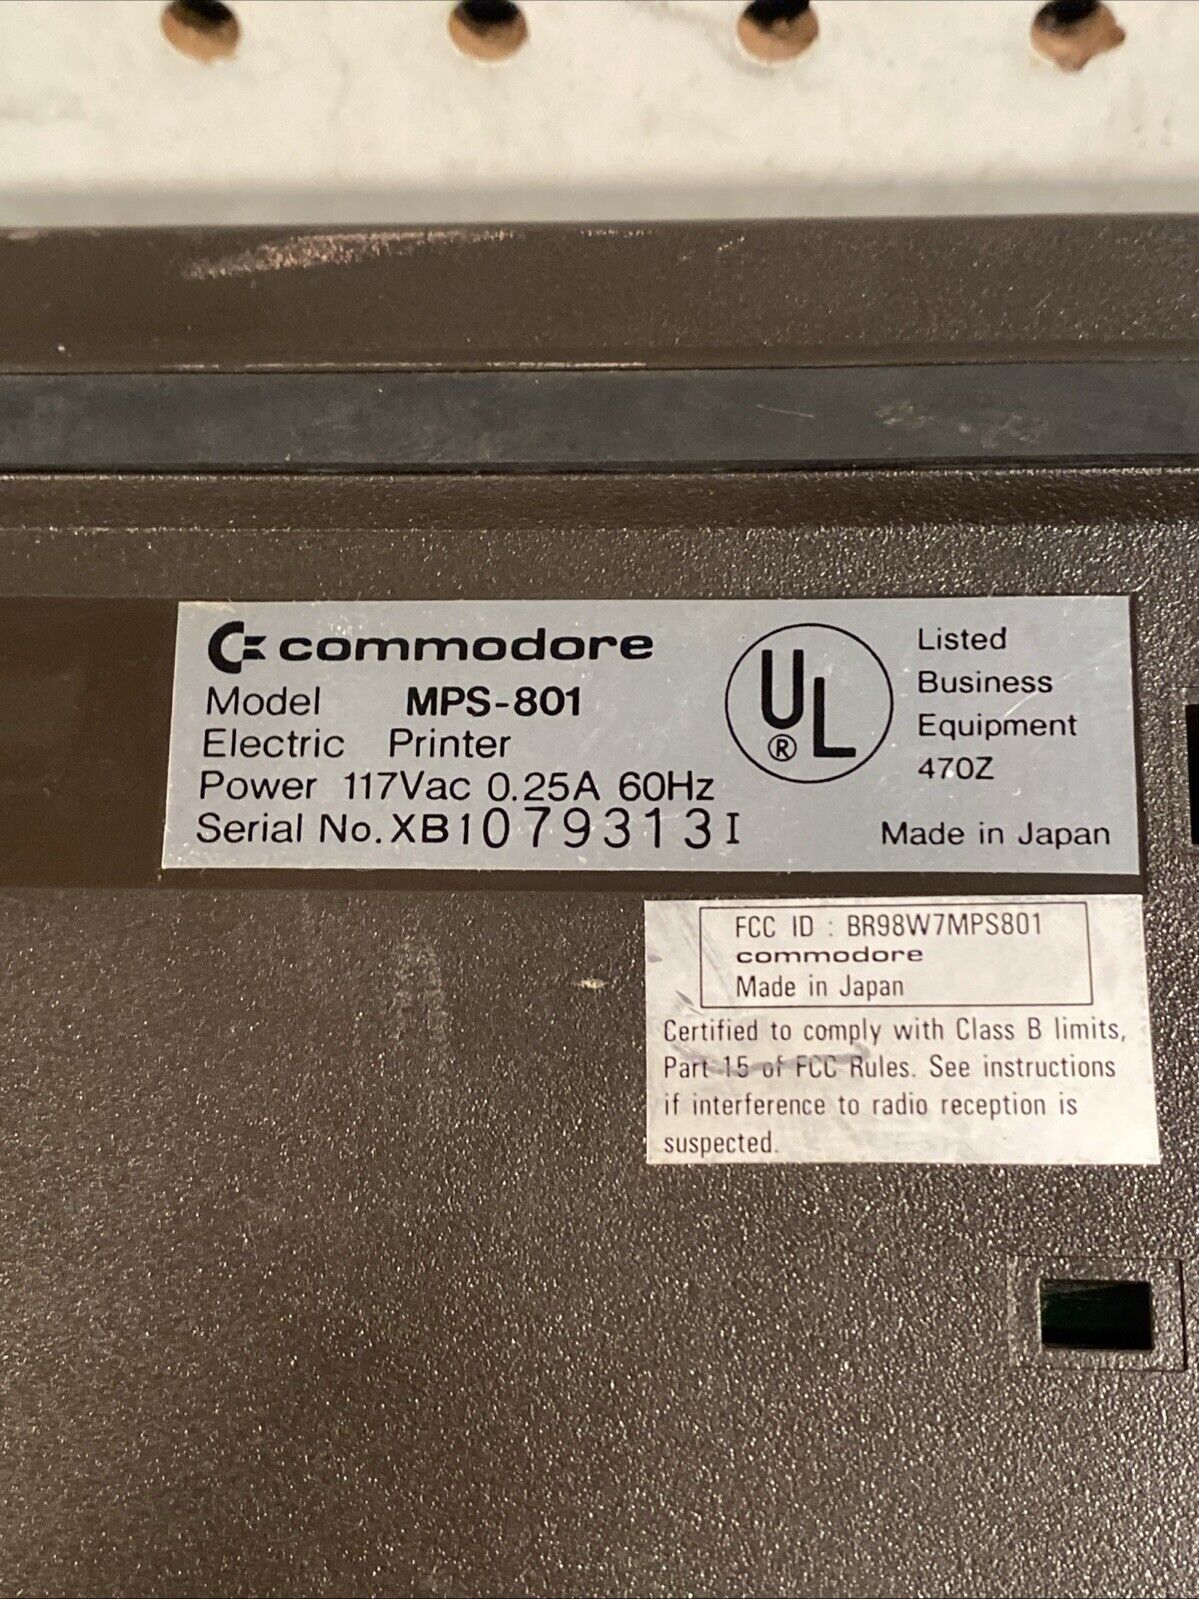 commodore
Model MPS-801
Electric Printer
Power 117Vac 0.25A 60Hz
Serial No. XB1079313I
UL
®
Listed
Business
Equipment
470Z
Made in Japan
FCC ID : BR98W7MPS801
commodore
Made in Japan
Certified to comply with Class B limits,
Part 15 of FCC Rules. See instructions
if interference to radio reception is
suspected.